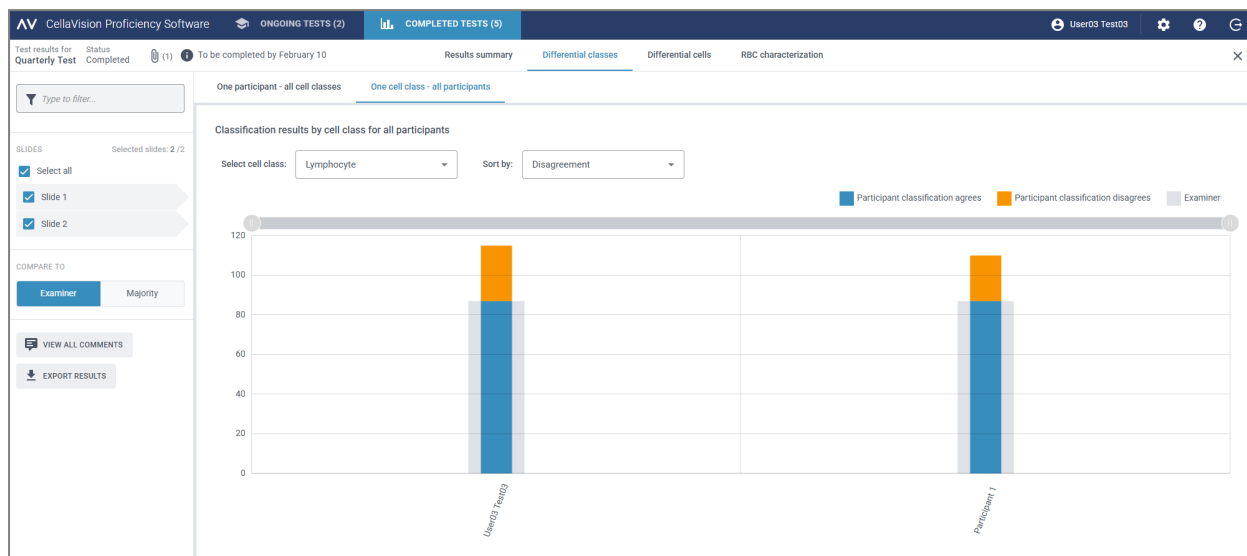 CellaVision Proficiency Software
ONGOING TESTS (2)
COMPLETED TESTS (5)
User03 Test03
Test results for
Quarterly Test
Status
Completed
(1)
To be completed by February 10
Results summary
Differential classes
Differential cells
RBC characterization
Type to filter...
One participant - all cell classes
One cell class - all participants
Classification results by cell class for all participants
SLIDES
Selected slides: 2 /2
Select all
Slide 1
Slide 2
COMPARE TO
Examiner
Majority
VIEW ALL COMMENTS
EXPORT RESULTS
Select cell class:
Lymphocyte
Sort by:
Disagreement
Participant classification agrees
Participant classification disagrees
Examiner
120
100
80
60
40
20
0
User03 Test03
Participant 1